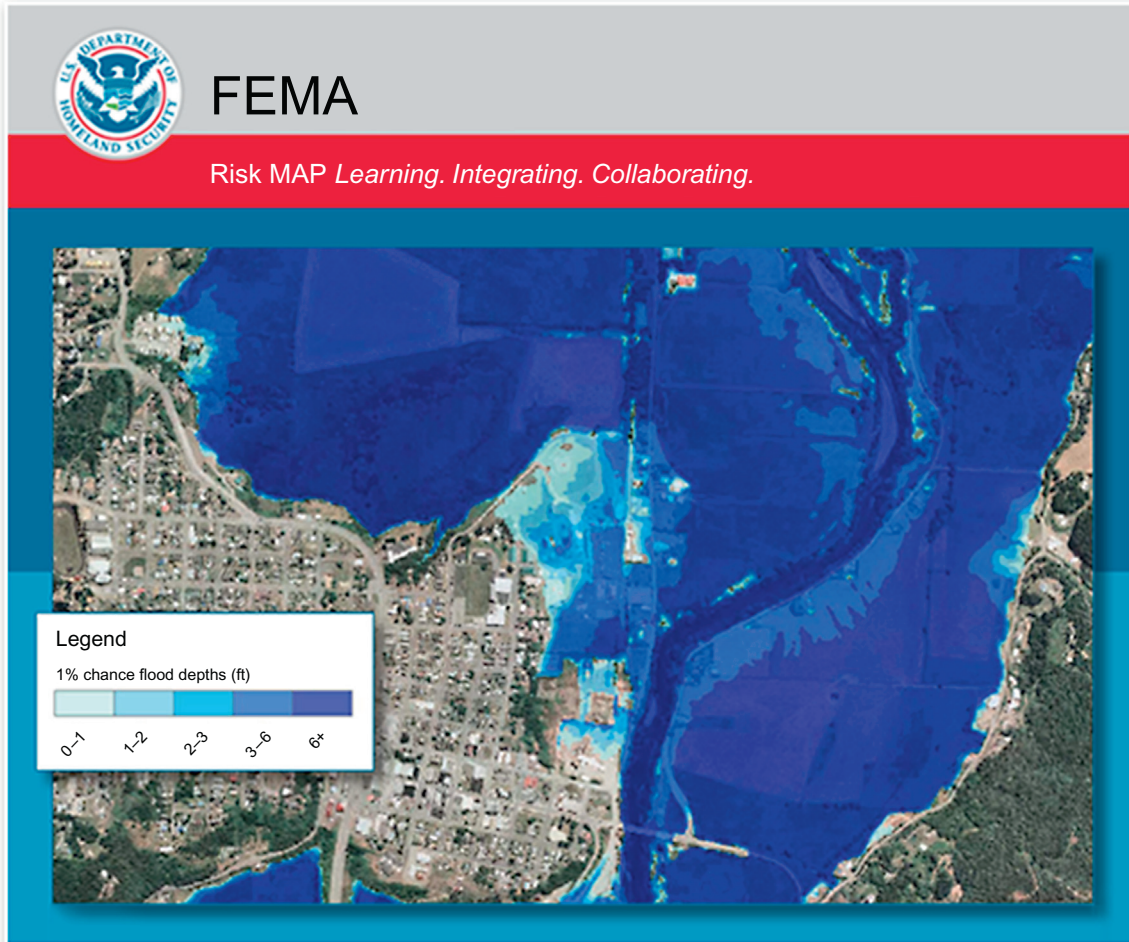 U.S. DEPARTMENT OF
HOMELAND SECURITY
FEMA
Risk MAP Learning. Integrating. Collaborating.
Legend
1% chance flood depths (ft)
0–1 1–2 2–3 3–6 6+